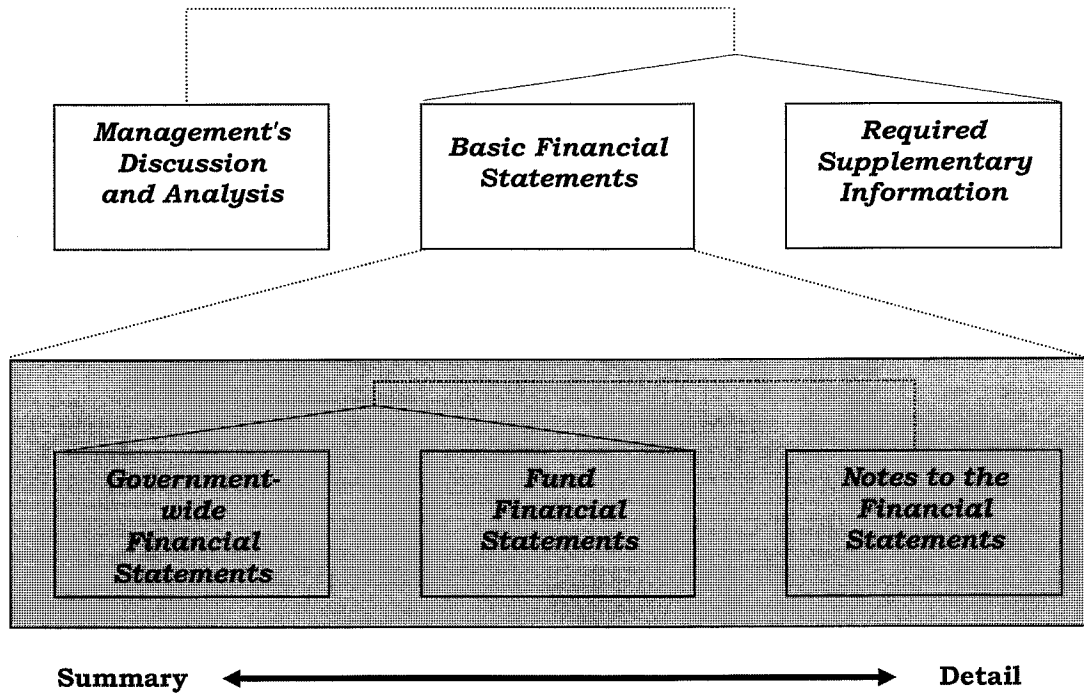 Management's
Discussion
and Analysis
Basic Financial
Statements
Required
Supplementary
Information
Government-
wide
Financial
Statements
Fund
Financial
Statements
Notes to the
Financial
Statements
Summary
Detail